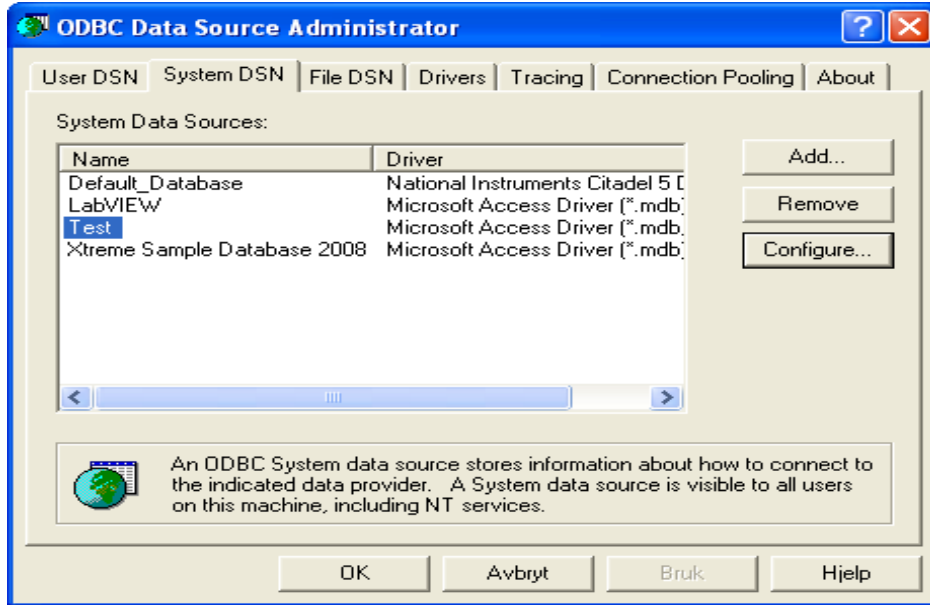 ODBC Data Source Administrator
User DSN System DSN File DSN Drivers Tracing Connection Pooling About
System Data Sources:
Name Driver
Default_Database National Instruments Citadel 5 D
LabVIEW Microsoft Access Driver (*.mdb)
Test Microsoft Access Driver (*.mdb)
Xtreme Sample Database 2008 Microsoft Access Driver (*.mdb)
Add...
Remove
Configure...
An ODBC System data source stores information about how to connect to
the indicated data provider. A System data source is visible to all users
on this machine, including NT services.
OK Avbryt Bruk Hjelp